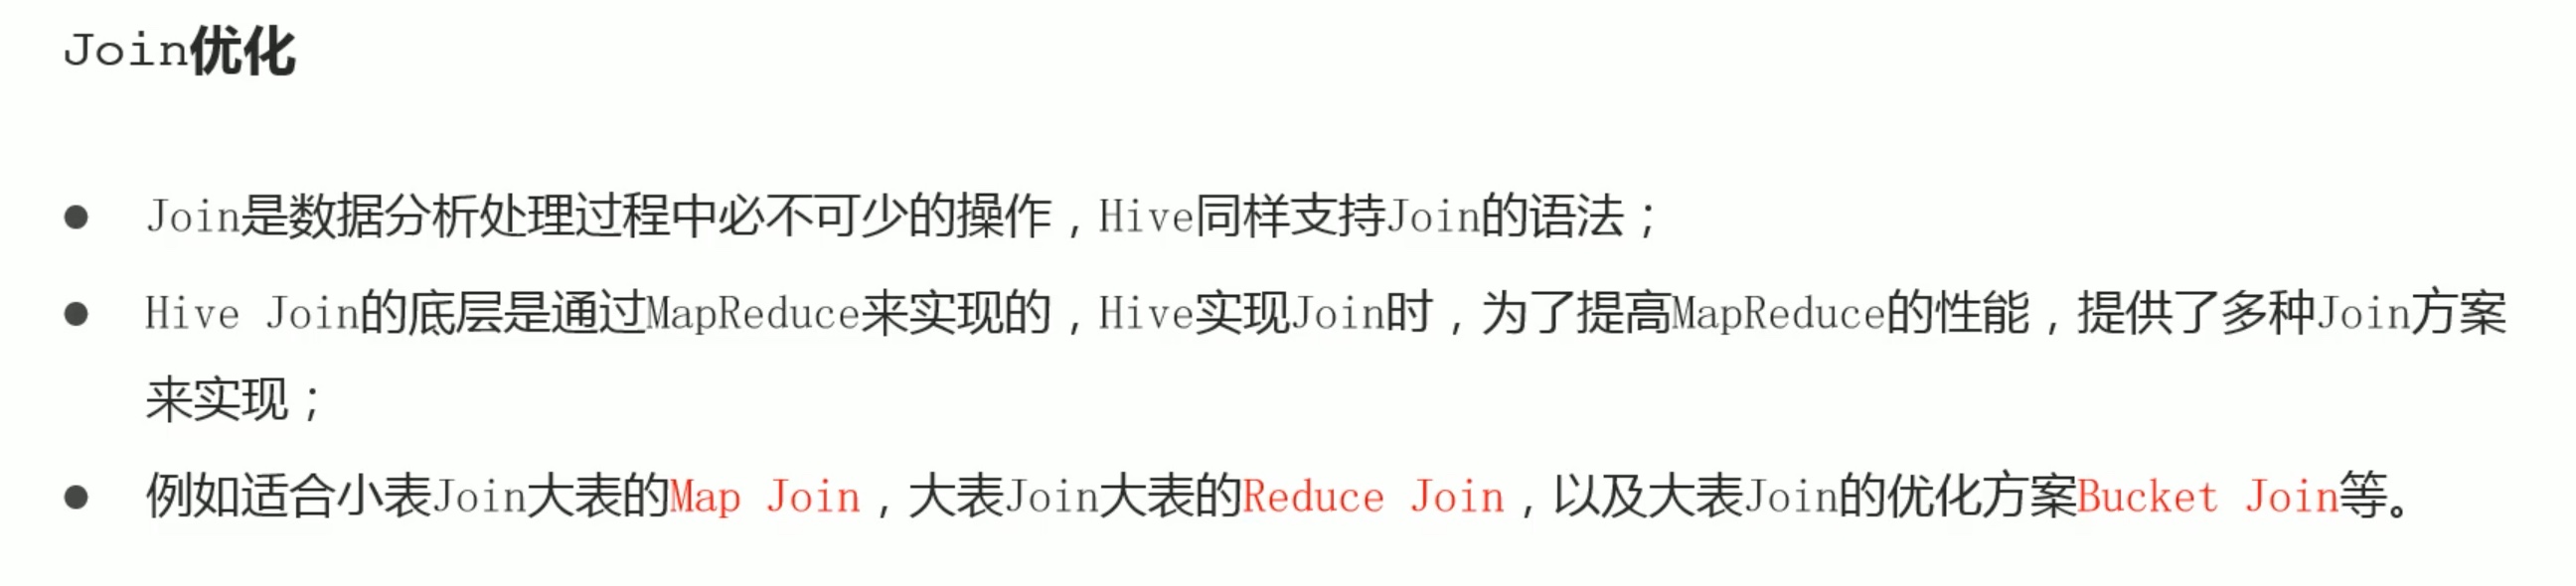 Join优化
● Join是数据分析处理过程中必不可少的操作，Hive同样支持Join的语法；
● Hive Join的底层是通过MapReduce来实现的，Hive实现Join时，为了提高MapReduce的性能，提供了多种Join方案
来实现；
● 例如适合小表Join大表的Map Join，大表Join大表的Reduce Join，以及大表Join的优化方案Bucket Join等。